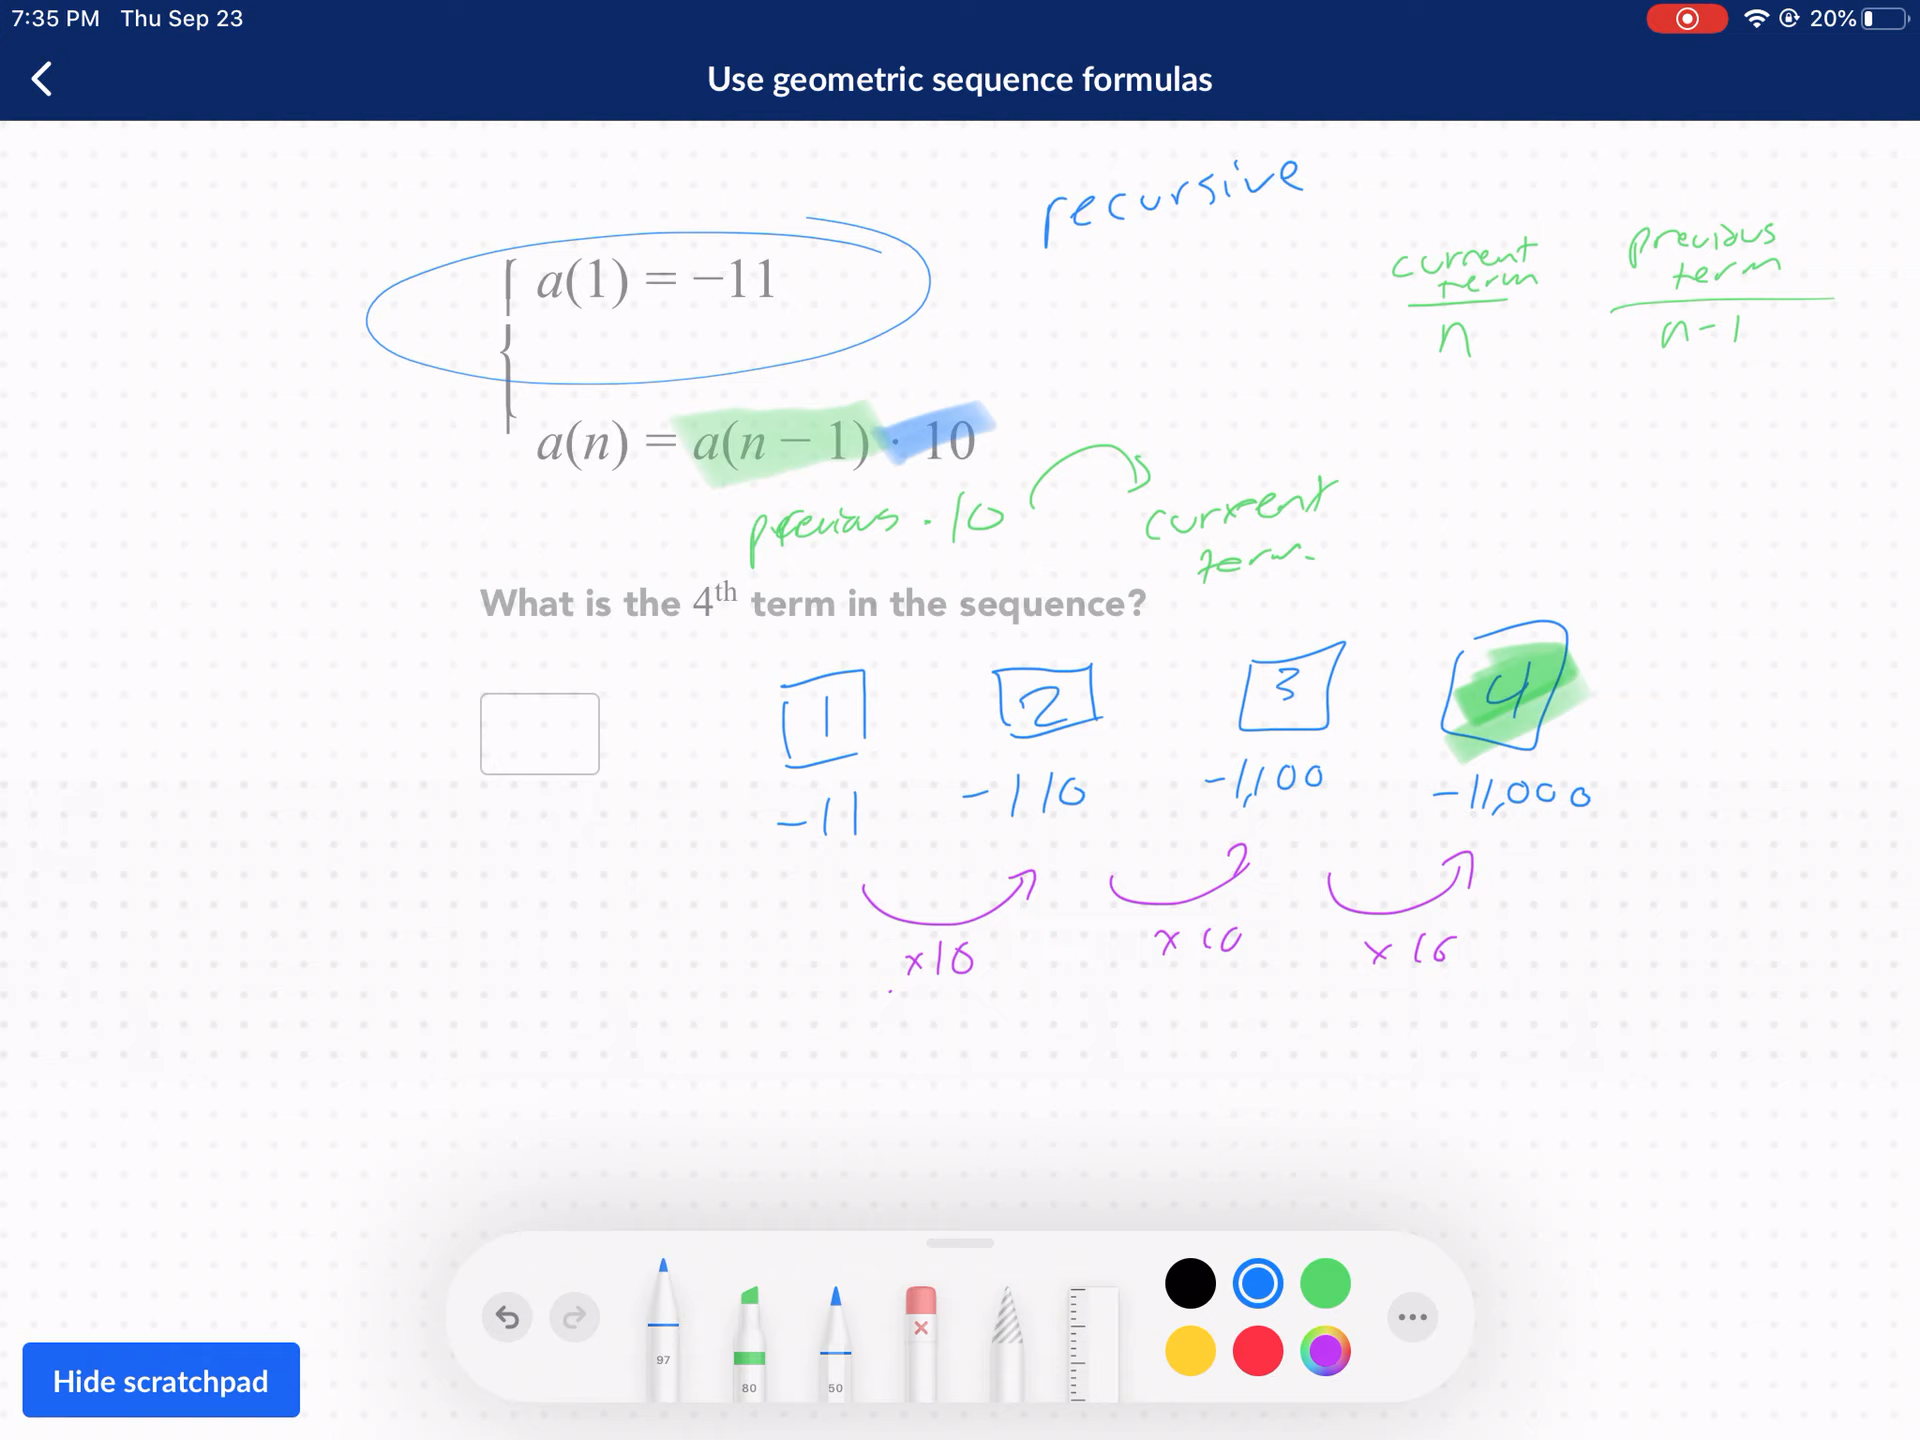 7:35 PM Thu Sep 23
20%
Use geometric sequence formulas
recursive
current
term
n
previous
term
n-1
a(1) = −11
a(n) = a(n − 1) · 10
previous · 10
current
term.
What is the 4th term in the sequence?
1 2 3 4
-11 -110 -1,100 -11,000
x10 x10 x10
97 80 50
Hide scratchpad